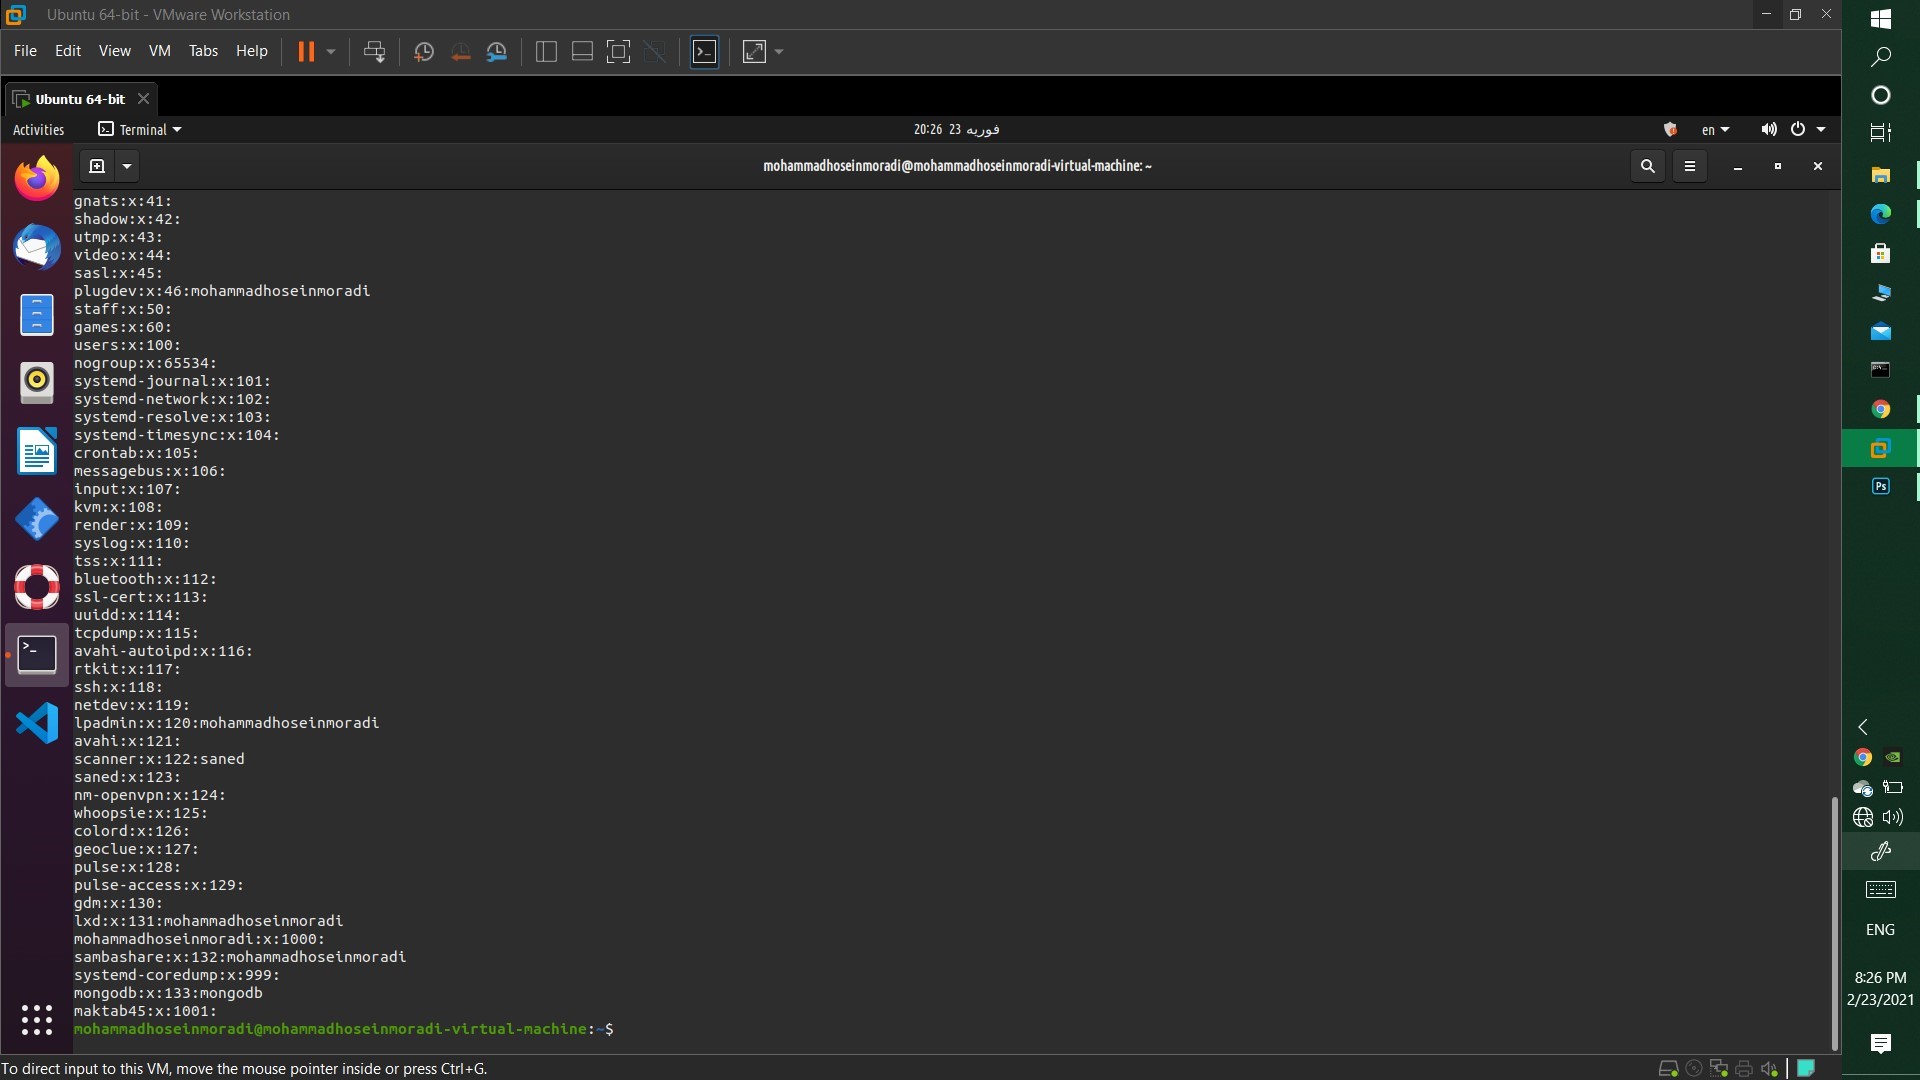 Ubuntu 64-bit - VMware Workstation
File Edit View VM Tabs Help
Ubuntu 64-bit
Activities Terminal 20:26 23 فوریه en
mohammadhoseinmoradi@mohammadhoseinmoradi-virtual-machine: ~
gnats:x:41:
shadow:x:42:
utmp:x:43:
video:x:44:
sasl:x:45:
plugdev:x:46:mohammadhoseinmoradi
staff:x:50:
games:x:60:
users:x:100:
nogroup:x:65534:
systemd-journal:x:101:
systemd-network:x:102:
systemd-resolve:x:103:
systemd-timesync:x:104:
crontab:x:105:
messagebus:x:106:
input:x:107:
kvm:x:108:
render:x:109:
syslog:x:110:
tss:x:111:
bluetooth:x:112:
ssl-cert:x:113:
uuidd:x:114:
tcpdump:x:115:
avahi-autoipd:x:116:
rtkit:x:117:
ssh:x:118:
netdev:x:119:
lpadmin:x:120:mohammadhoseinmoradi
avahi:x:121:
scanner:x:122:saned
saned:x:123:
nm-openvpn:x:124:
whoopsie:x:125:
colord:x:126:
geoclue:x:127:
pulse:x:128:
pulse-access:x:129:
gdm:x:130:
lxd:x:131:mohammadhoseinmoradi
mohammadhoseinmoradi:x:1000:
sambashare:x:132:mohammadhoseinmoradi
systemd-coredump:x:999:
mongodb:x:133:mongodb
maktab45:x:1001:
mohammadhoseinmoradi@mohammadhoseinmoradi-virtual-machine:~$
To direct input to this VM, move the mouse pointer inside or press Ctrl+G.
Ps
ENG
8:26 PM
2/23/2021